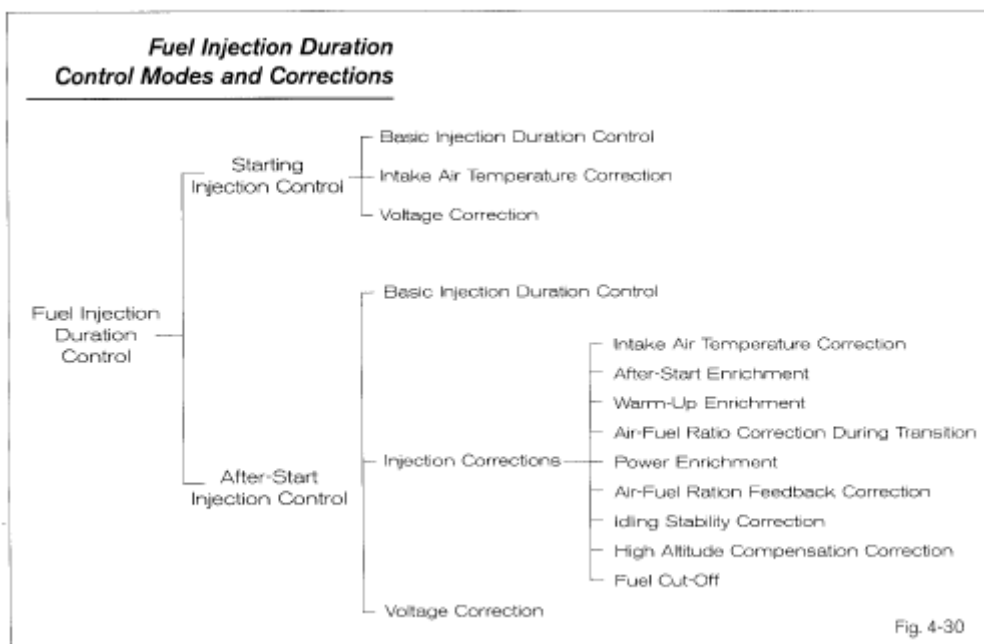 Fuel Injection Duration
Control Modes and Corrections
Basic Injection Duration Control
Starting
Injection Control
Intake Air Temperature Correction
Voltage Correction
Basic Injection Duration Control
Fuel Injection
Duration
Control
Intake Air Temperature Correction
After-Start Enrichment
Warm-Up Enrichment
Air-Fuel Ratio Correction During Transition
After-Start
Injection Control
Injection Corrections
Power Enrichment
Air-Fuel Ration Feedback Correction
Idling Stability Correction
High Altitude Compensation Correction
Fuel Cut-Off
Voltage Correction
Fig. 4-30